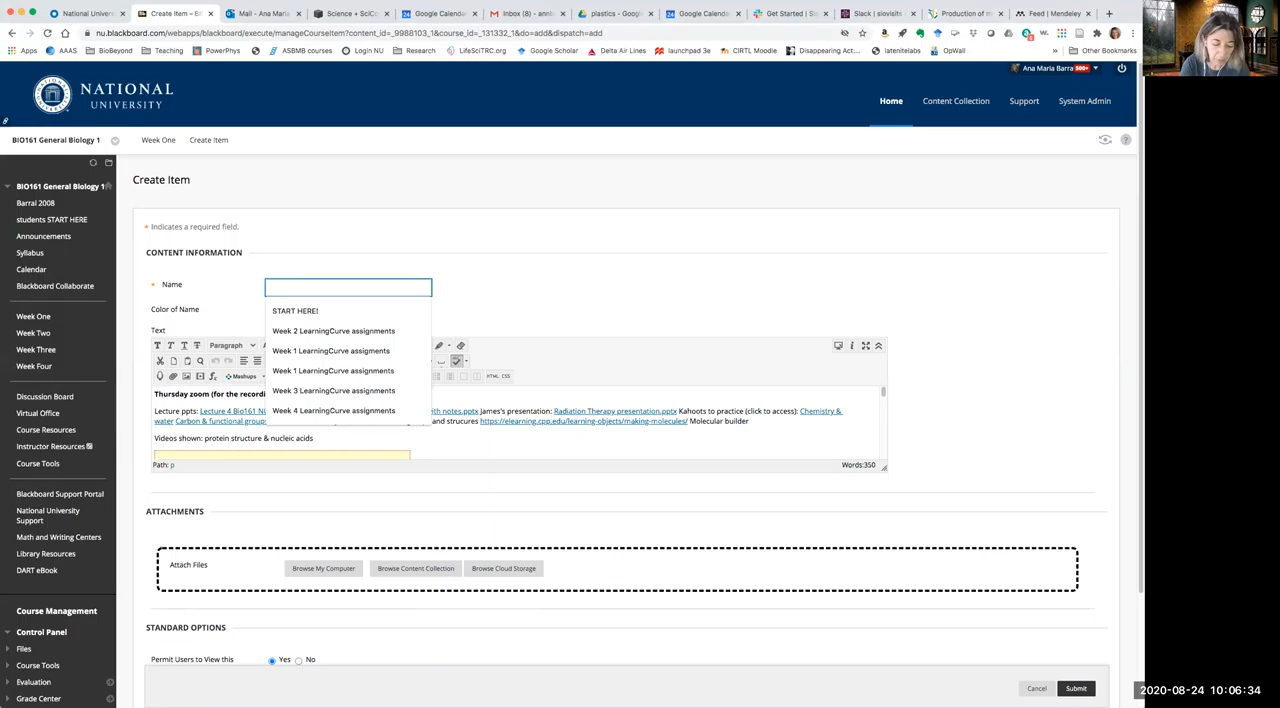 National Univer:
Create Item – Bl
Mail - Ana Maria
Science + SciC
Google Calend
Inbox (8) - anni
plastics - Goog
Google Calend
Get Started | S
Slack | slovisits
Production of m
Feed | Mendeley
nu.blackboard.com/webapps/blackboard/execute/manageCourseItem?content_id=_9988103_1&course_id=_131332_1&do=add&dispatch=add
Apps
AAAS
BioBeyond
Teaching
PowerPhys
ASBMB courses
Login NU
Research
LifeSciTRC.org
Google Scholar
Delta Air Lines
launchpad 3e
CIRTL Moodle
Disappearing Act:...
latenitelabs
OpWall
Other Bookmarks
NATIONAL
UNIVERSITY
Ana Maria Barral
Home
Content Collection
Support
System Admin
BIO161 General Biology 1
Week One
Create Item
BIO161 General Biology 1
Barral 2008
students START HERE
Announcements
Syllabus
Calendar
Blackboard Collaborate
Week One
Week Two
Week Three
Week Four
Discussion Board
Virtual Office
Course Resources
Instructor Resources
Course Tools
Blackboard Support Portal
National University
Support
Math and Writing Centers
Library Resources
DART eBook
Course Management
Control Panel
Files
Course Tools
Evaluation
Grade Center
Create Item
* Indicates a required field.
CONTENT INFORMATION
* Name
START HERE!
Week 2 LearningCurve assignments
Week 1 LearningCurve assigments
Week 1 LearningCurve assignments
Week 3 LearningCurve assignments
Week 4 LearningCurve assignments
Color of Name
Text
Paragraph
Mashups
HTML CSS
Thursday zoom (for the recordi
Lecture ppts: Lecture 4 Bio161 Ni
with notes.pptx James's presentation: Radiation Therapy presentation.pptx Kahoots to practice (click to access): Chemistry &
water Carbon & functional groups
and strucures https://elearning.cpp.edu/learning-objects/making-molecules/ Molecular builder
Videos shown: protein structure & nucleic acids
Path: p
Words:350
ATTACHMENTS
Attach Files
Browse My Computer
Browse Content Collection
Browse Cloud Storage
STANDARD OPTIONS
Permit Users to View this
Yes
No
Cancel
Submit
2020-08-24 10:06:34